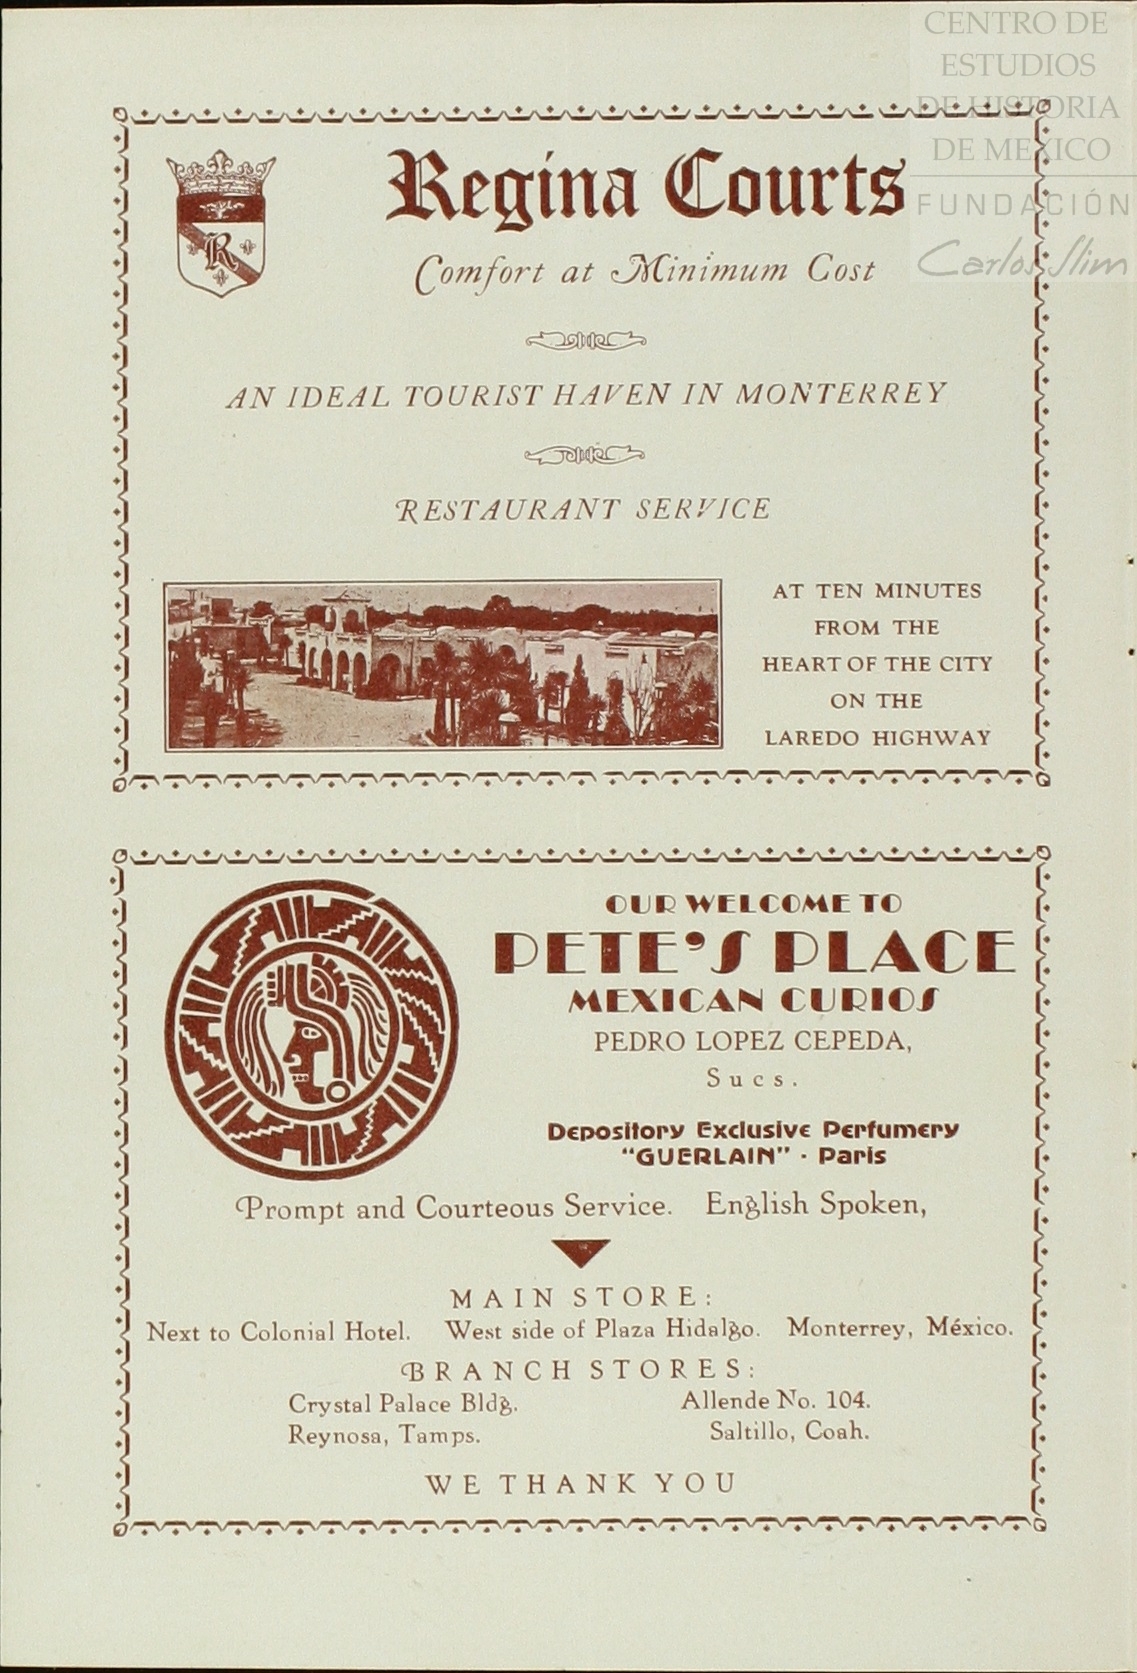 CENTRO DE
ESTUDIOS
DE HISTORIA
DE MEXICO
FUNDACIÓN
Carlos Slim
R
Regina Courts
Comfort at Minimum Cost
AN IDEAL TOURIST HAVEN IN MONTERREY
RESTAURANT SERVICE
AT TEN MINUTES
FROM THE
HEART OF THE CITY
ON THE
LAREDO HIGHWAY
OUR WELCOME TO
PETE'S PLACE
MEXICAN CURIOS
PEDRO LOPEZ CEPEDA,
Sucs.
Depository Exclusive Perfumery
"GUERLAIN" · Paris
Prompt and Courteous Service. English Spoken,
MAIN STORE:
Next to Colonial Hotel. West side of Plaza Hidalgo. Monterrey, México.
BRANCH STORES:
Crystal Palace Bldg. Allende No. 104.
Reynosa, Tamps. Saltillo, Coah.
WE THANK YOU